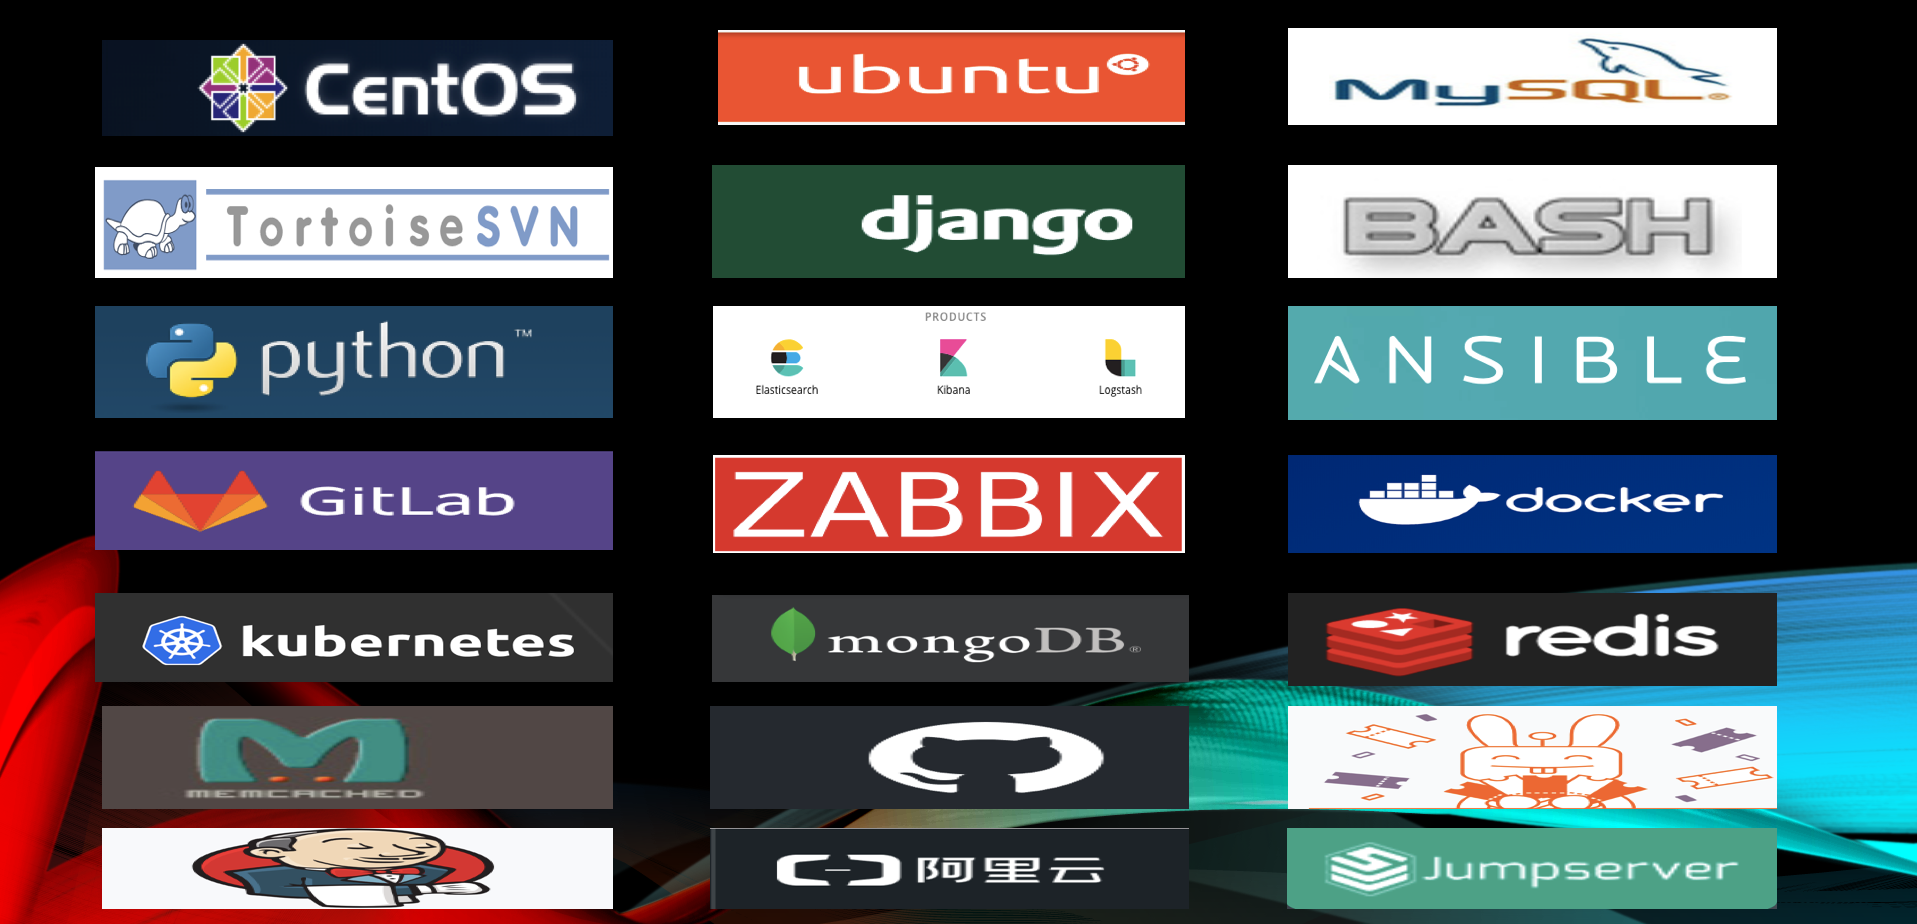 CentOS
ubuntu
MySQL®
TortoiseSVN
django
BASH
python™
PRODUCTS
Elasticsearch
Kibana
Logstash
ANSIBLE
GitLab
ZABBIX
docker
kubernetes
mongoDB®
redis
MEMCACHED
阿里云
Jumpserver